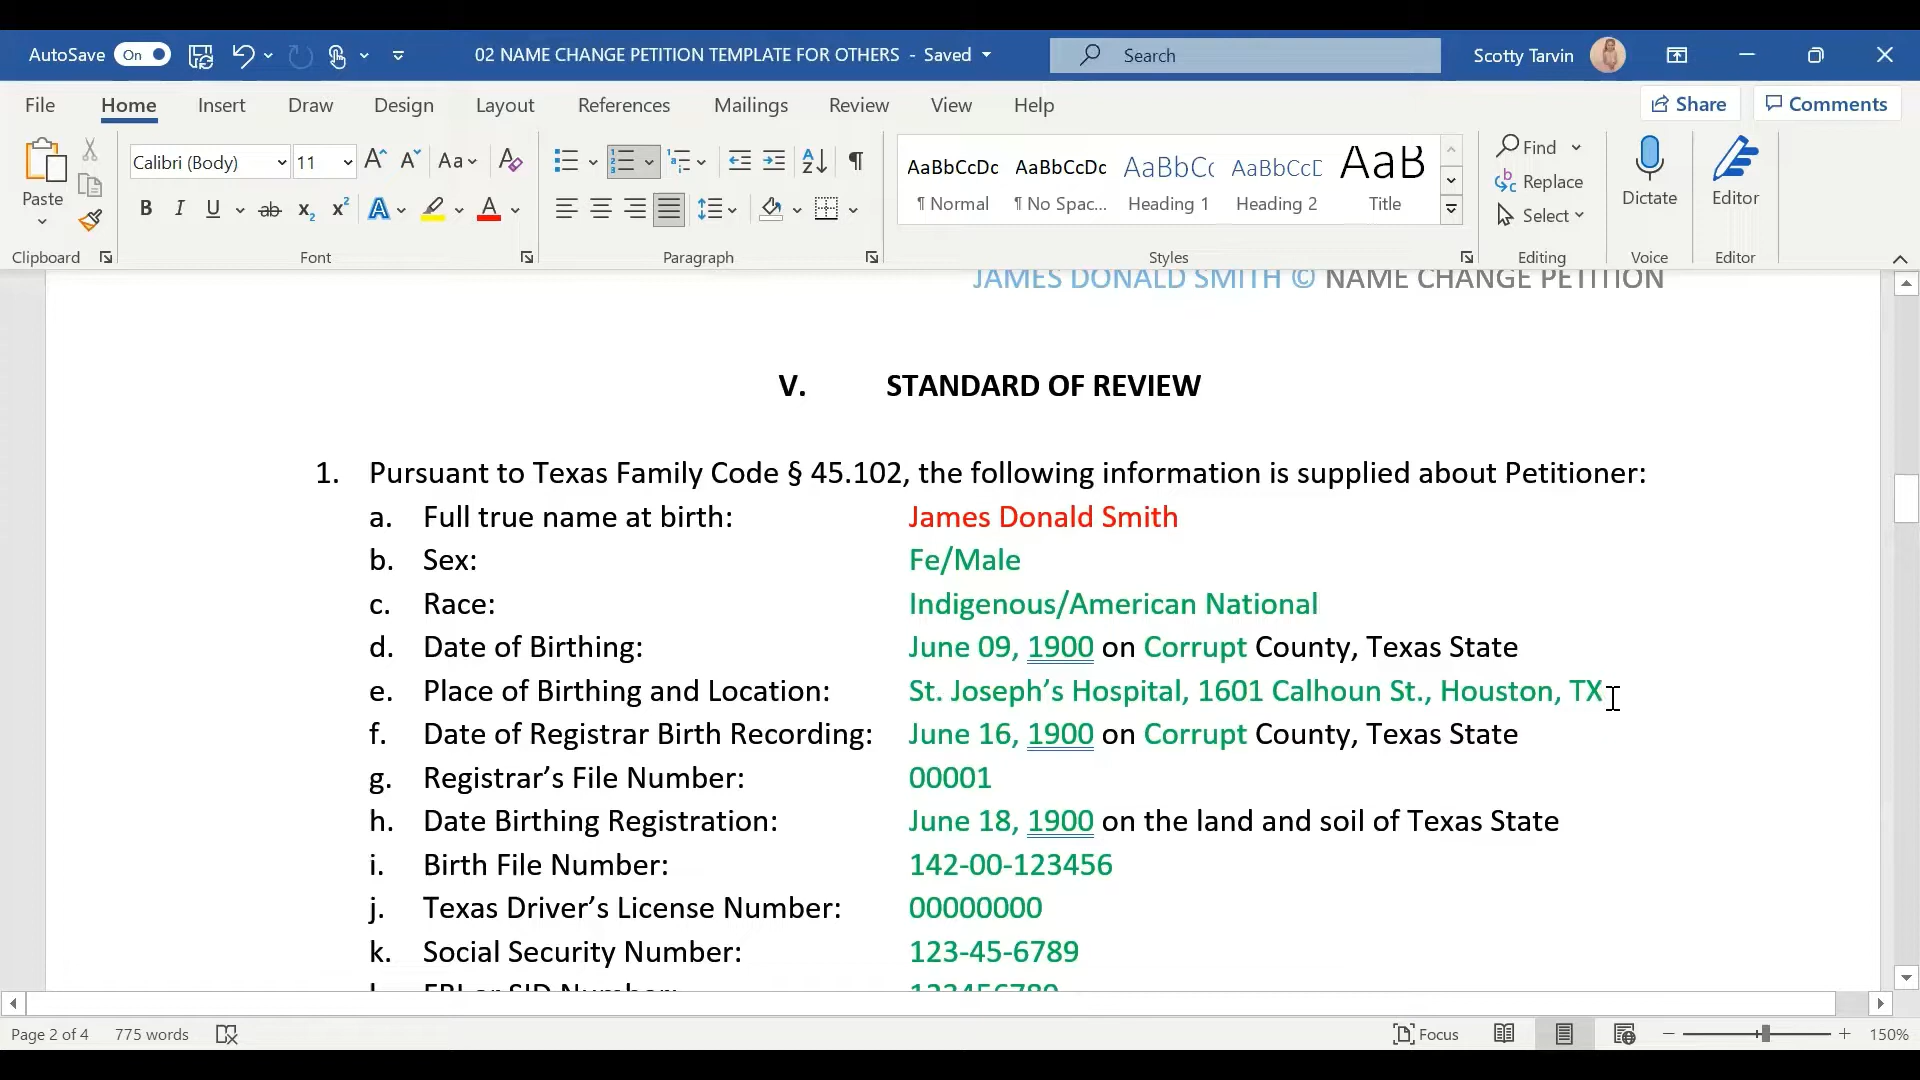 AutoSave On 02 NAME CHANGE PETITION TEMPLATE FOR OTHERS - Saved Search Scotty Tarvin
File Home Insert Draw Design Layout References Mailings Review View Help Share Comments
Paste Calibri (Body) 11 Aa AaBbCcDc AaBbCcDc AaBbCc AaBbCcD AaB Find Replace Select Dictate Editor
¶ Normal ¶ No Spac... Heading 1 Heading 2 Title
Clipboard Font Paragraph Styles Editing Voice Editor
JAMES DONALD SMITH © NAME CHANGE PETITION
V. STANDARD OF REVIEW
1. Pursuant to Texas Family Code § 45.102, the following information is supplied about Petitioner:
a. Full true name at birth: James Donald Smith
b. Sex: Fe/Male
c. Race: Indigenous/American National
d. Date of Birthing: June 09, 1900 on Corrupt County, Texas State
e. Place of Birthing and Location: St. Joseph’s Hospital, 1601 Calhoun St., Houston, TX
f. Date of Registrar Birth Recording: June 16, 1900 on Corrupt County, Texas State
g. Registrar’s File Number: 00001
h. Date Birthing Registration: June 18, 1900 on the land and soil of Texas State
i. Birth File Number: 142-00-123456
j. Texas Driver’s License Number: 00000000
k. Social Security Number: 123-45-6789
l. FBI or SID Number: 123456789
Page 2 of 4 775 words Focus 150%